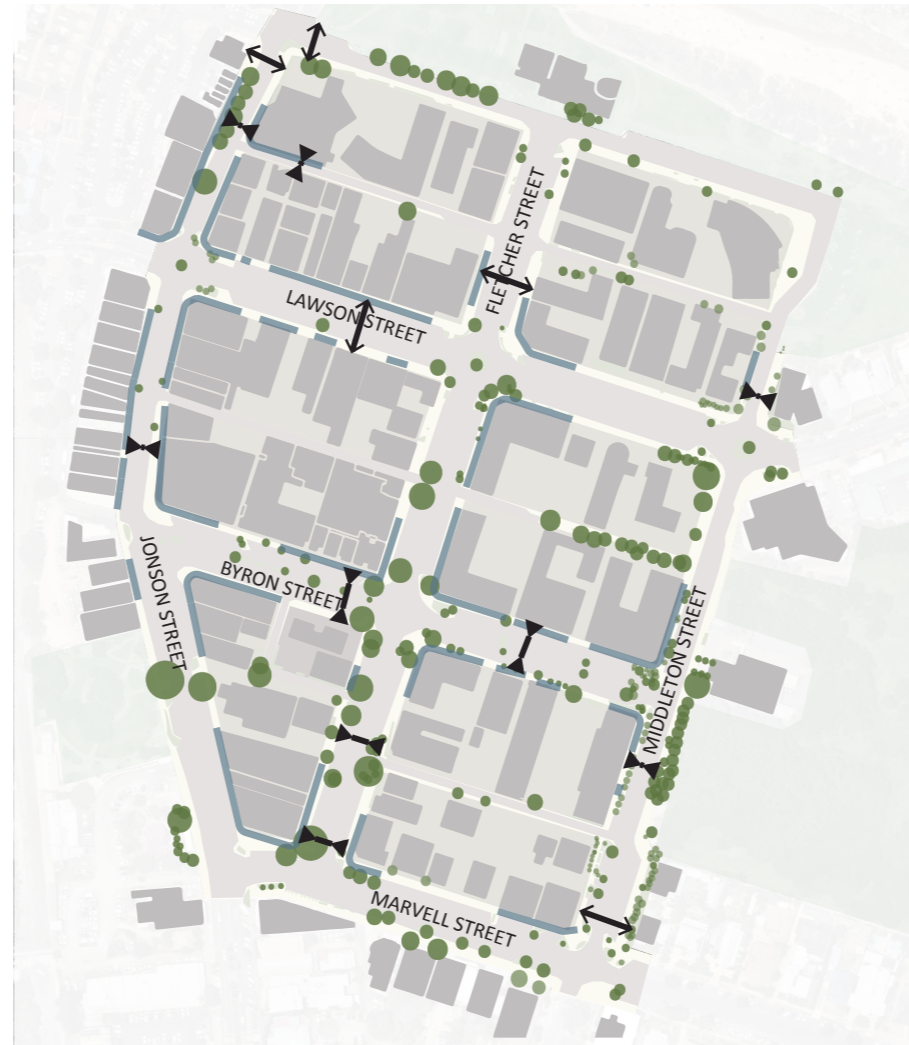 FLETCHER STREET
LAWSON STREET
JONSON STREET
BYRON STREET
MIDDLETON STREET
MARVELL STREET